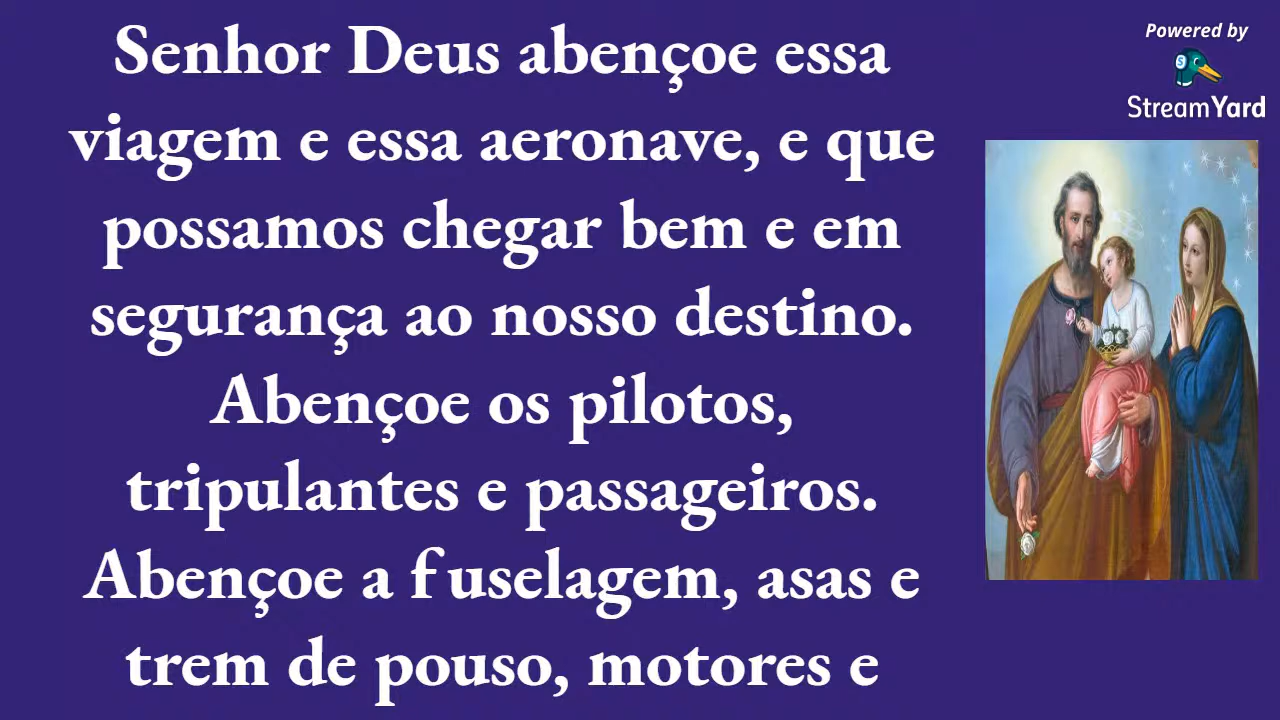 Senhor Deus abençoe essa
viagem e essa aeronave, e que
possamos chegar bem e em
segurança ao nosso destino.
Abençoe os pilotos,
tripulantes e passageiros.
Abençoe a fuselagem, asas e
trem de pouso, motores e
Powered by
S
StreamYard